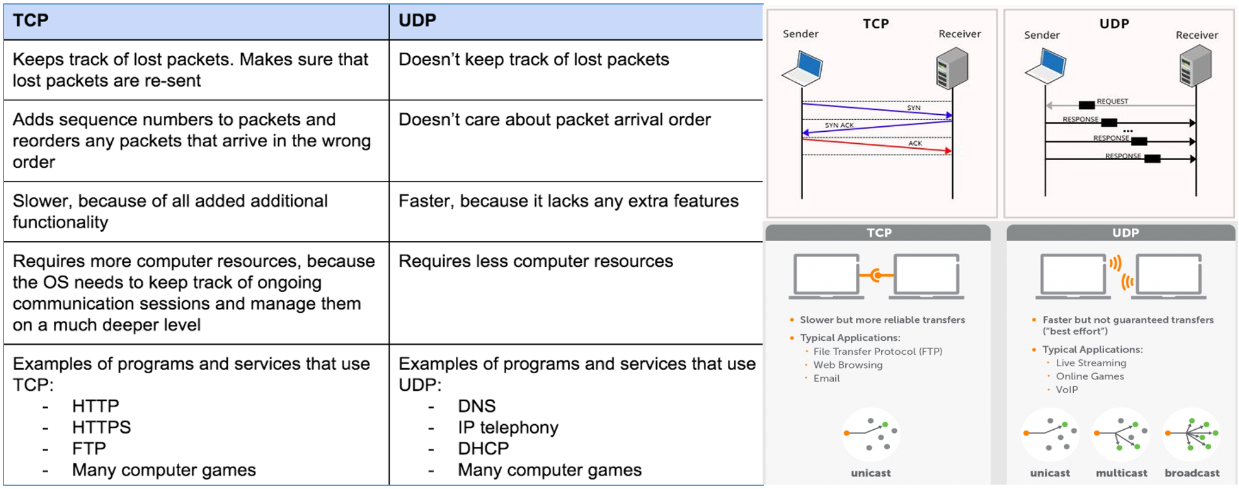 TCP
UDP
Keeps track of lost packets. Makes sure that
lost packets are re-sent
Doesn’t keep track of lost packets
Adds sequence numbers to packets and
reorders any packets that arrive in the wrong
order
Doesn’t care about packet arrival order
Slower, because of all added additional
functionality
Faster, because it lacks any extra features
Requires more computer resources, because
the OS needs to keep track of ongoing
communication sessions and manage them
on a much deeper level
Requires less computer resources
Examples of programs and services that use
TCP:
- HTTP
- HTTPS
- FTP
- Many computer games
Examples of programs and services that use
UDP:
- DNS
- IP telephony
- DHCP
- Many computer games
TCP
Sender
Receiver
SYN
SYN ACK
ACK
UDP
Sender
Receiver
REQUEST
RESPONSE
...
RESPONSE
RESPONSE
TCP
• Slower but more reliable transfers
• Typical Applications:
• File Transfer Protocol (FTP)
• Web Browsing
• Email
unicast
UDP
• Faster but not guaranteed transfers
("best effort")
• Typical Applications:
• Live Streaming
• Online Games
• VoIP
unicast
multicast
broadcast